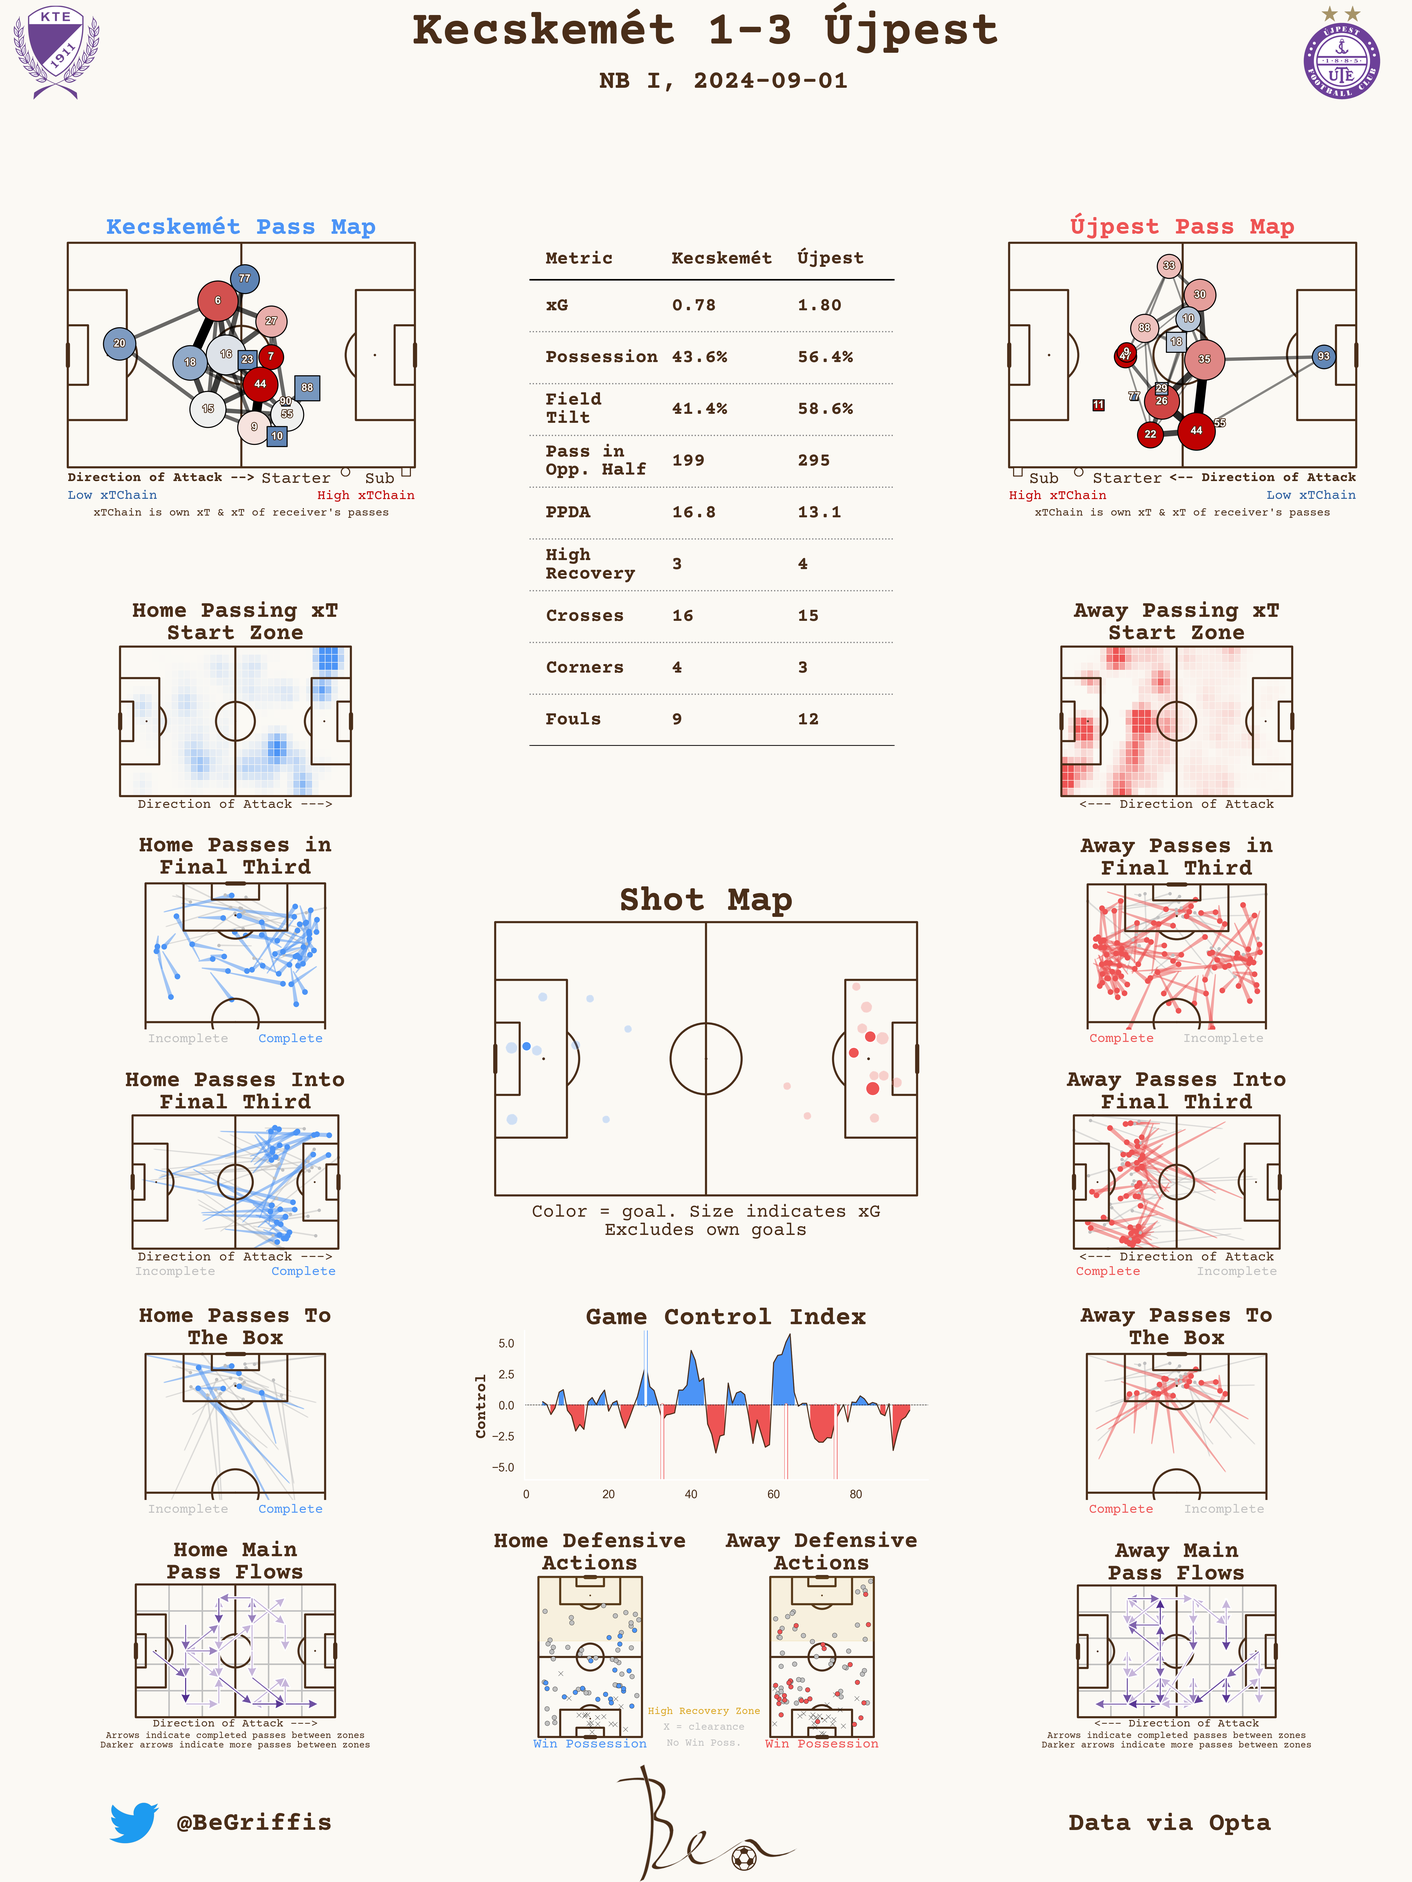 KTE
1911
Kecskemét 1-3 Újpest
NB I, 2024-09-01
ÚJPEST
·1·8·8·5·
UTE
FOOTBALL CLUB
Kecskemét Pass Map
77
6
27
20
18
16
23
7
44
88
15
90
55
9
10
Direction of Attack --> Starter Sub
Low xTChain High xTChain
xTChain is own xT & xT of receiver's passes
Metric Kecskemét Újpest
xG 0.78 1.80
Possession 43.6% 56.4%
Field
Tilt 41.4% 58.6%
Pass in
Opp. Half 199 295
PPDA 16.8 13.1
High
Recovery 3 4
Crosses 16 15
Corners 4 3
Fouls 9 12
Újpest Pass Map
33
30
10
88
18
9
47
35
93
29
77
26
11
22
44
55
Sub Starter <-- Direction of Attack
High xTChain Low xTChain
xTChain is own xT & xT of receiver's passes
Home Passing xT
Start Zone
Direction of Attack --->
Away Passing xT
Start Zone
<--- Direction of Attack
Home Passes in
Final Third
Incomplete Complete
Away Passes in
Final Third
Complete Incomplete
Shot Map
Color = goal. Size indicates xG
Excludes own goals
Home Passes Into
Final Third
Direction of Attack --->
Incomplete Complete
Away Passes Into
Final Third
<--- Direction of Attack
Complete Incomplete
Home Passes To
The Box
Incomplete Complete
Game Control Index
Control
5.0
2.5
0.0
−2.5
−5.0
0 20 40 60 80
Away Passes To
The Box
Complete Incomplete
Home Main
Pass Flows
Direction of Attack --->
Arrows indicate completed passes between zones
Darker arrows indicate more passes between zones
Home Defensive
Actions
Win Possession
High Recovery Zone
X = clearance
No Win Poss.
Away Defensive
Actions
Win Possession
Away Main
Pass Flows
<--- Direction of Attack
Arrows indicate completed passes between zones
Darker arrows indicate more passes between zones
@BeGriffis
Ben
Data via Opta